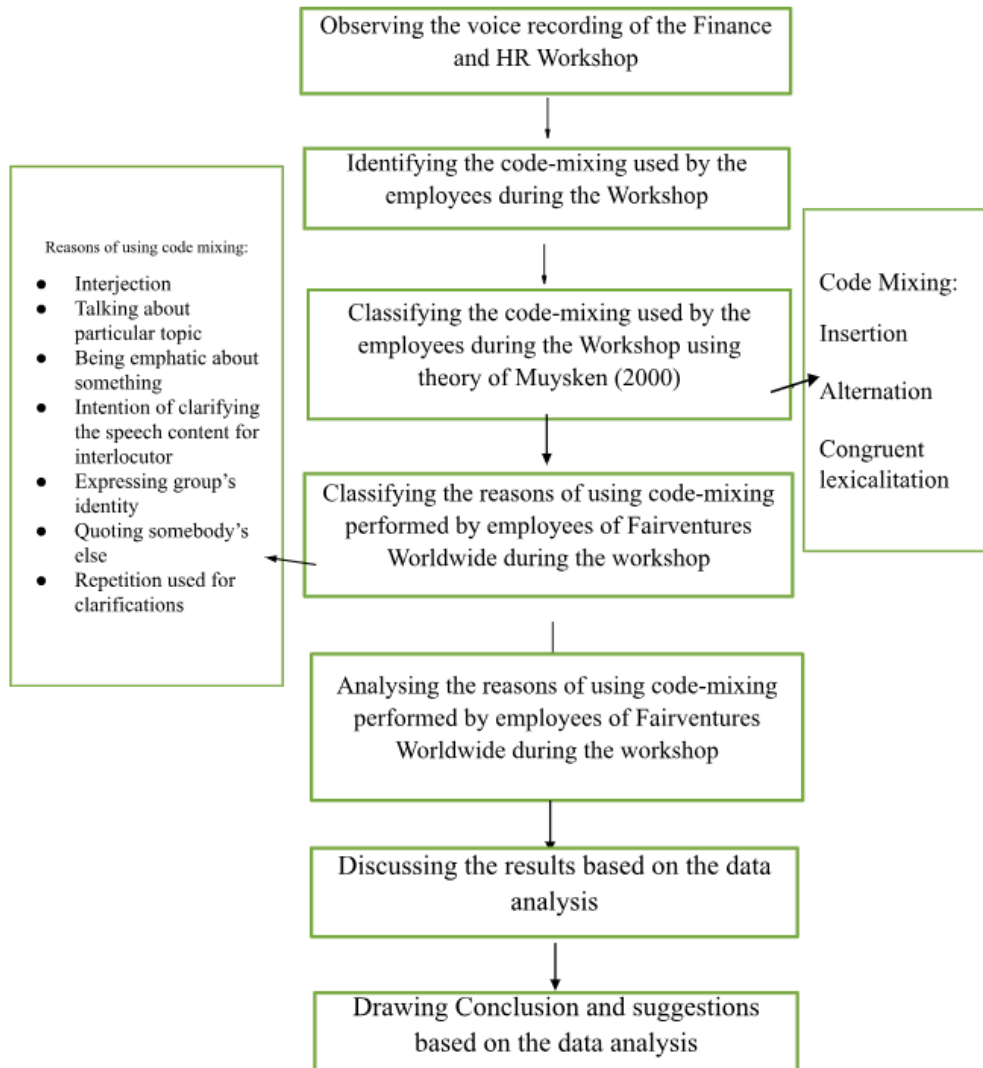 Observing the voice recording of the Finance
and HR Workshop
Identifying the code-mixing used by the
employees during the Workshop
Reasons of using code mixing:
● Interjection
● Talking about
particular topic
● Being emphatic about
something
● Intention of clarifying
the speech content for
interlocutor
● Expressing group's
identity
● Quoting somebody's
else
● Repetition used for
clarifications
Classifying the code-mixing used by the
employees during the Workshop using
theory of Muysken (2000)
Code Mixing:
Insertion
Alternation
Congruent
lexicalitation
Classifying the reasons of using code-mixing
performed by employees of Fairventures
Worldwide during the workshop
Analysing the reasons of using code-mixing
performed by employees of Fairventures
Worldwide during the workshop
Discussing the results based on the data
analysis
Drawing Conclusion and suggestions
based on the data analysis